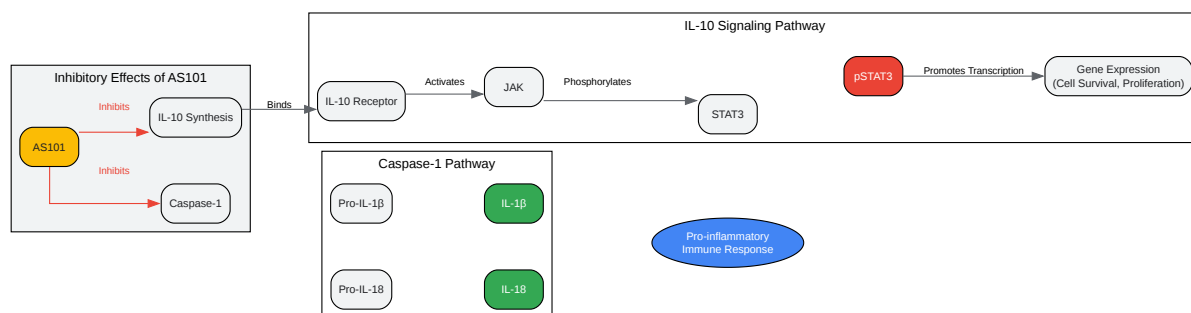 IL-10 Signaling Pathway
Inhibitory Effects of AS101
Inhibits
IL-10 Synthesis
AS101
Inhibits
Caspase-1
Binds
IL-10 Receptor
Activates
JAK
Phosphorylates
STAT3
pSTAT3
Promotes Transcription
Gene Expression
(Cell Survival, Proliferation)
Caspase-1 Pathway
Pro-IL-1β
IL-1β
Pro-IL-18
IL-18
Pro-inflammatory
Immune Response